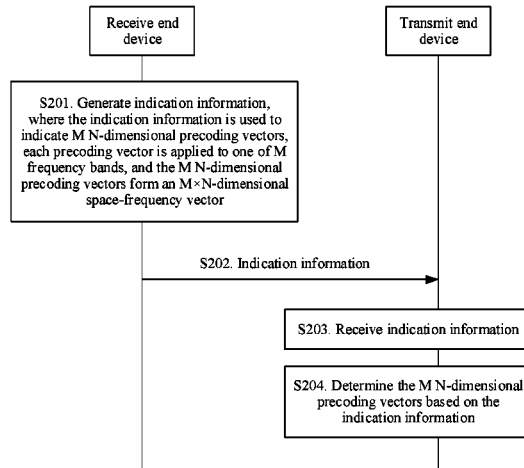 Receive end
device
Transmit end
device
S201. Generate indication information,
where the indication information is used to
indicate M N-dimensional precoding vectors,
each precoding vector is applied to one of M
frequency bands, and the M N-dimensional
precoding vectors form an M×N-dimensional
space-frequency vector
S202. Indication information
S203. Receive indication information
S204. Determine the M N-dimensional
precoding vectors based on the
indication information